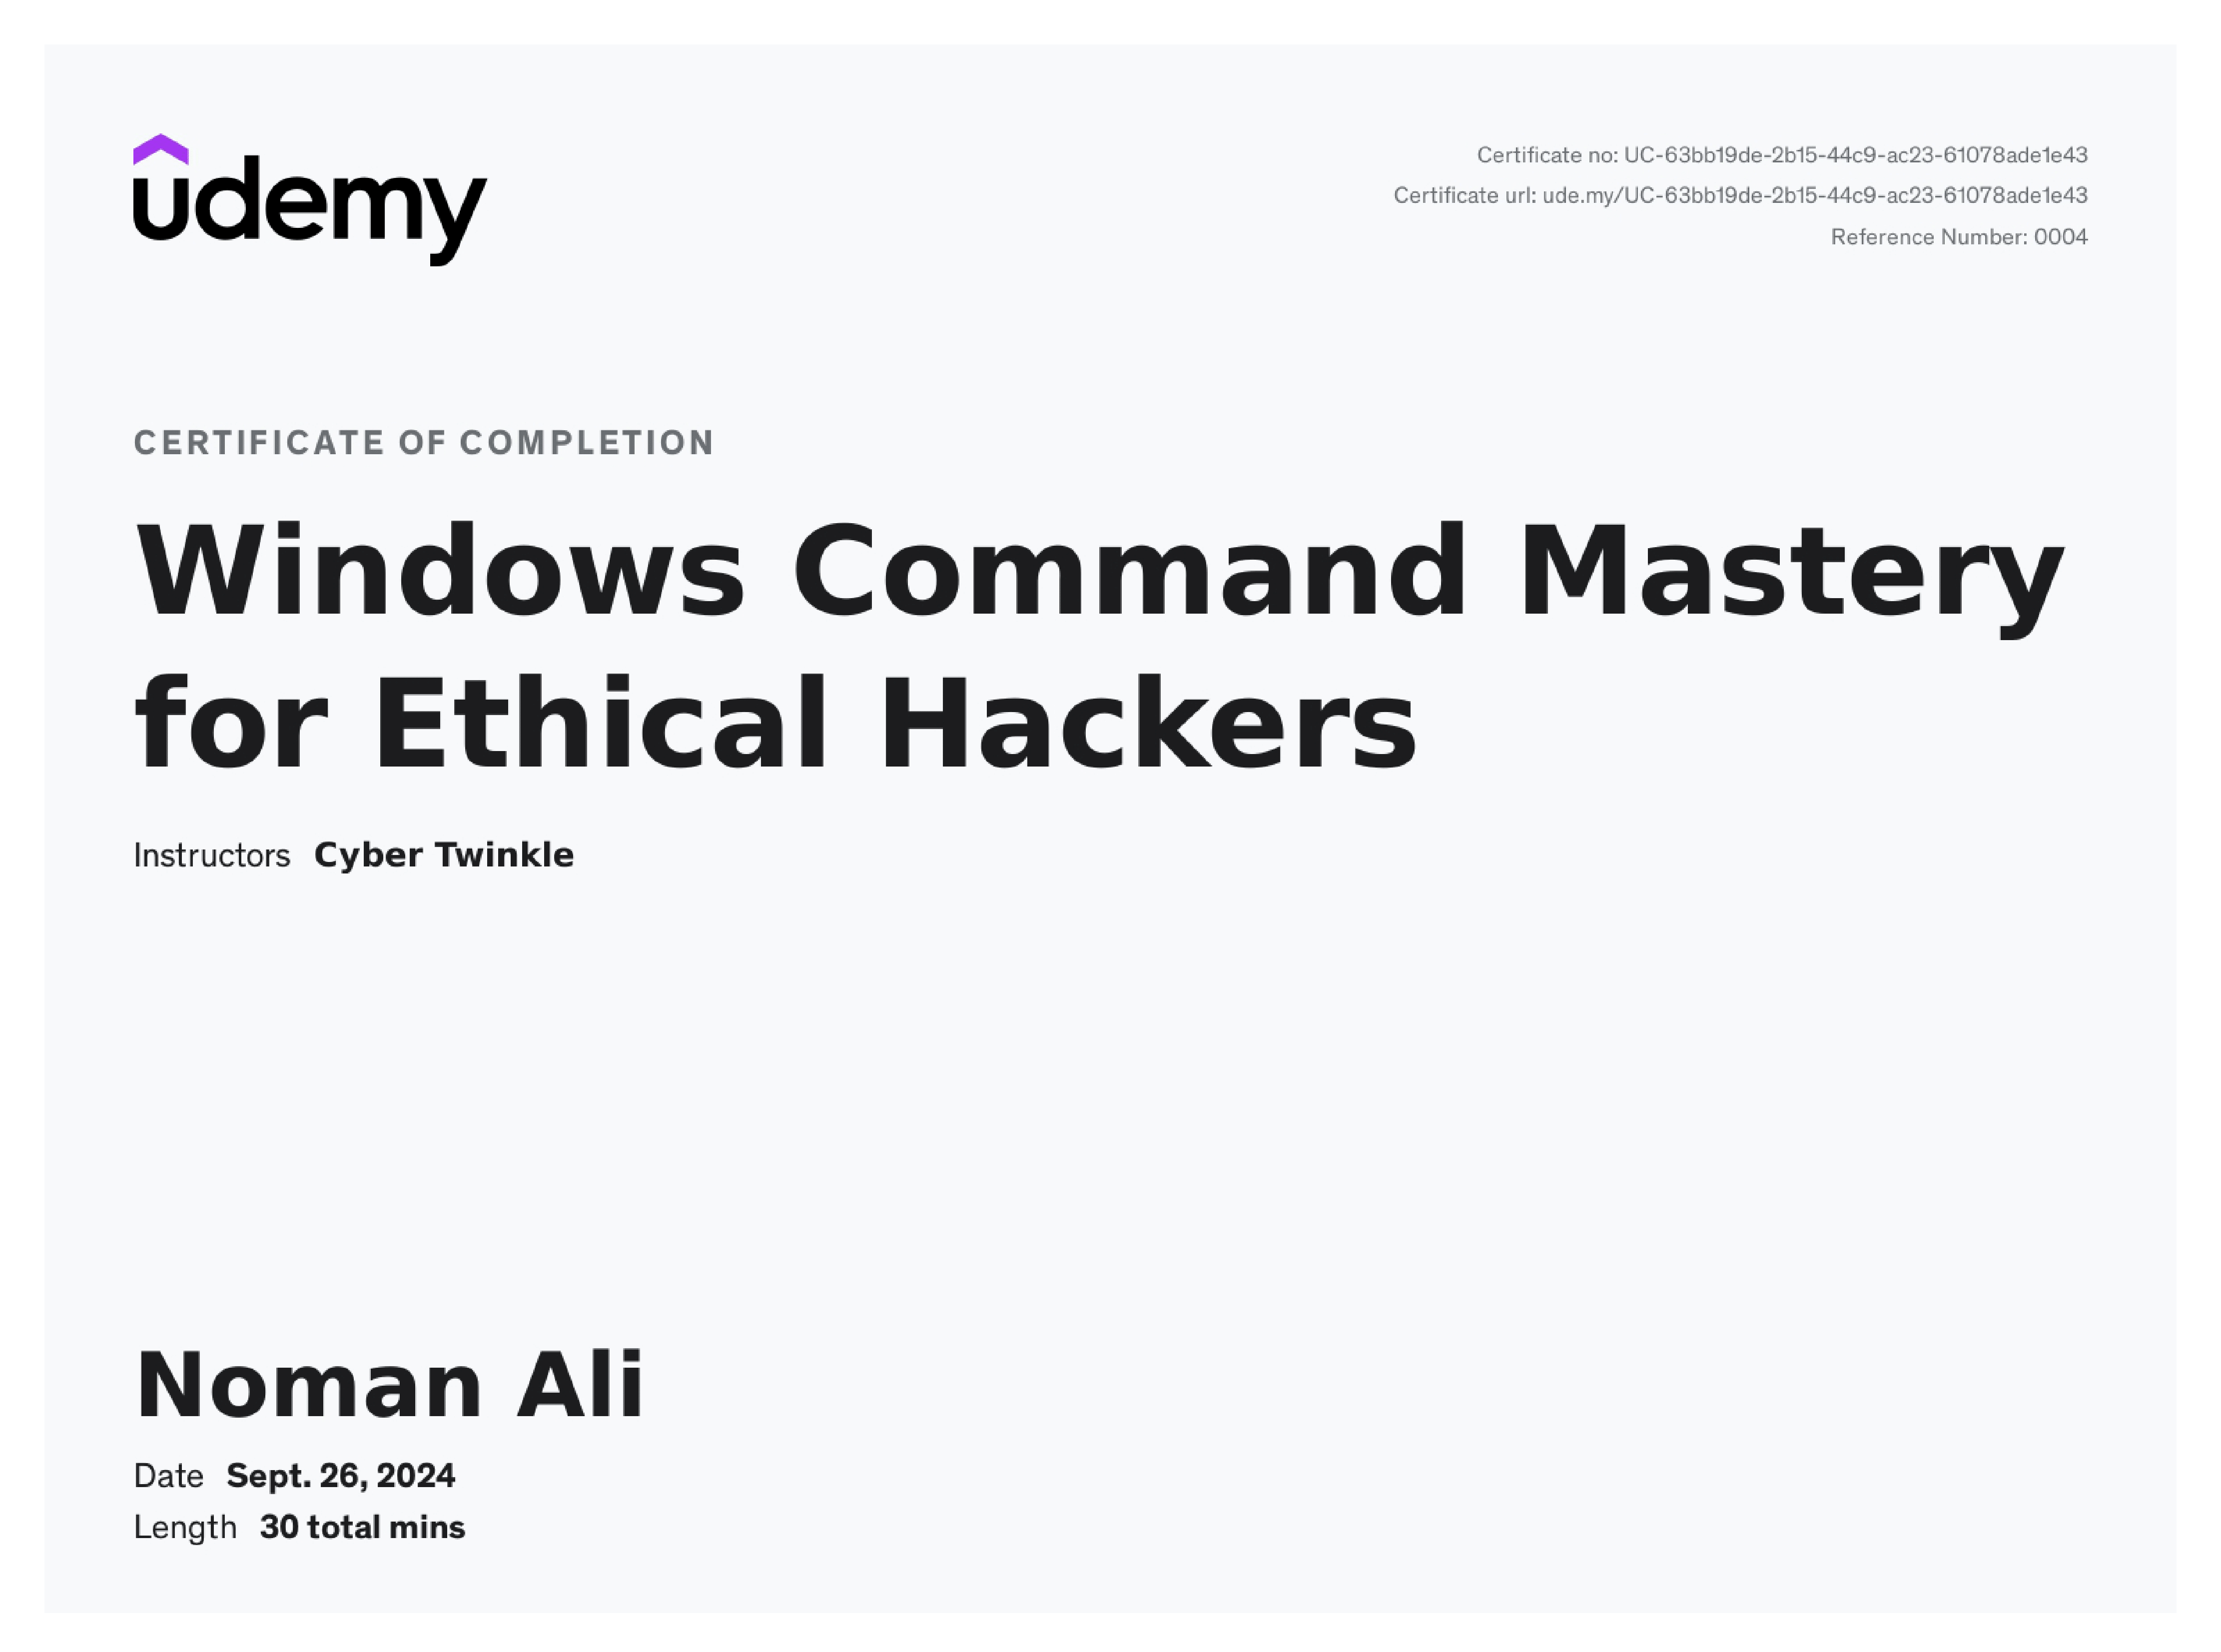 udemy
Certificate no: UC-63bb19de-2b15-44c9-ac23-61078ade1e43
Certificate url: ude.my/UC-63bb19de-2b15-44c9-ac23-61078ade1e43
Reference Number: 0004
CERTIFICATE OF COMPLETION
Windows Command Mastery
for Ethical Hackers
Instructors Cyber Twinkle
Noman Ali
Date Sept. 26, 2024
Length 30 total mins